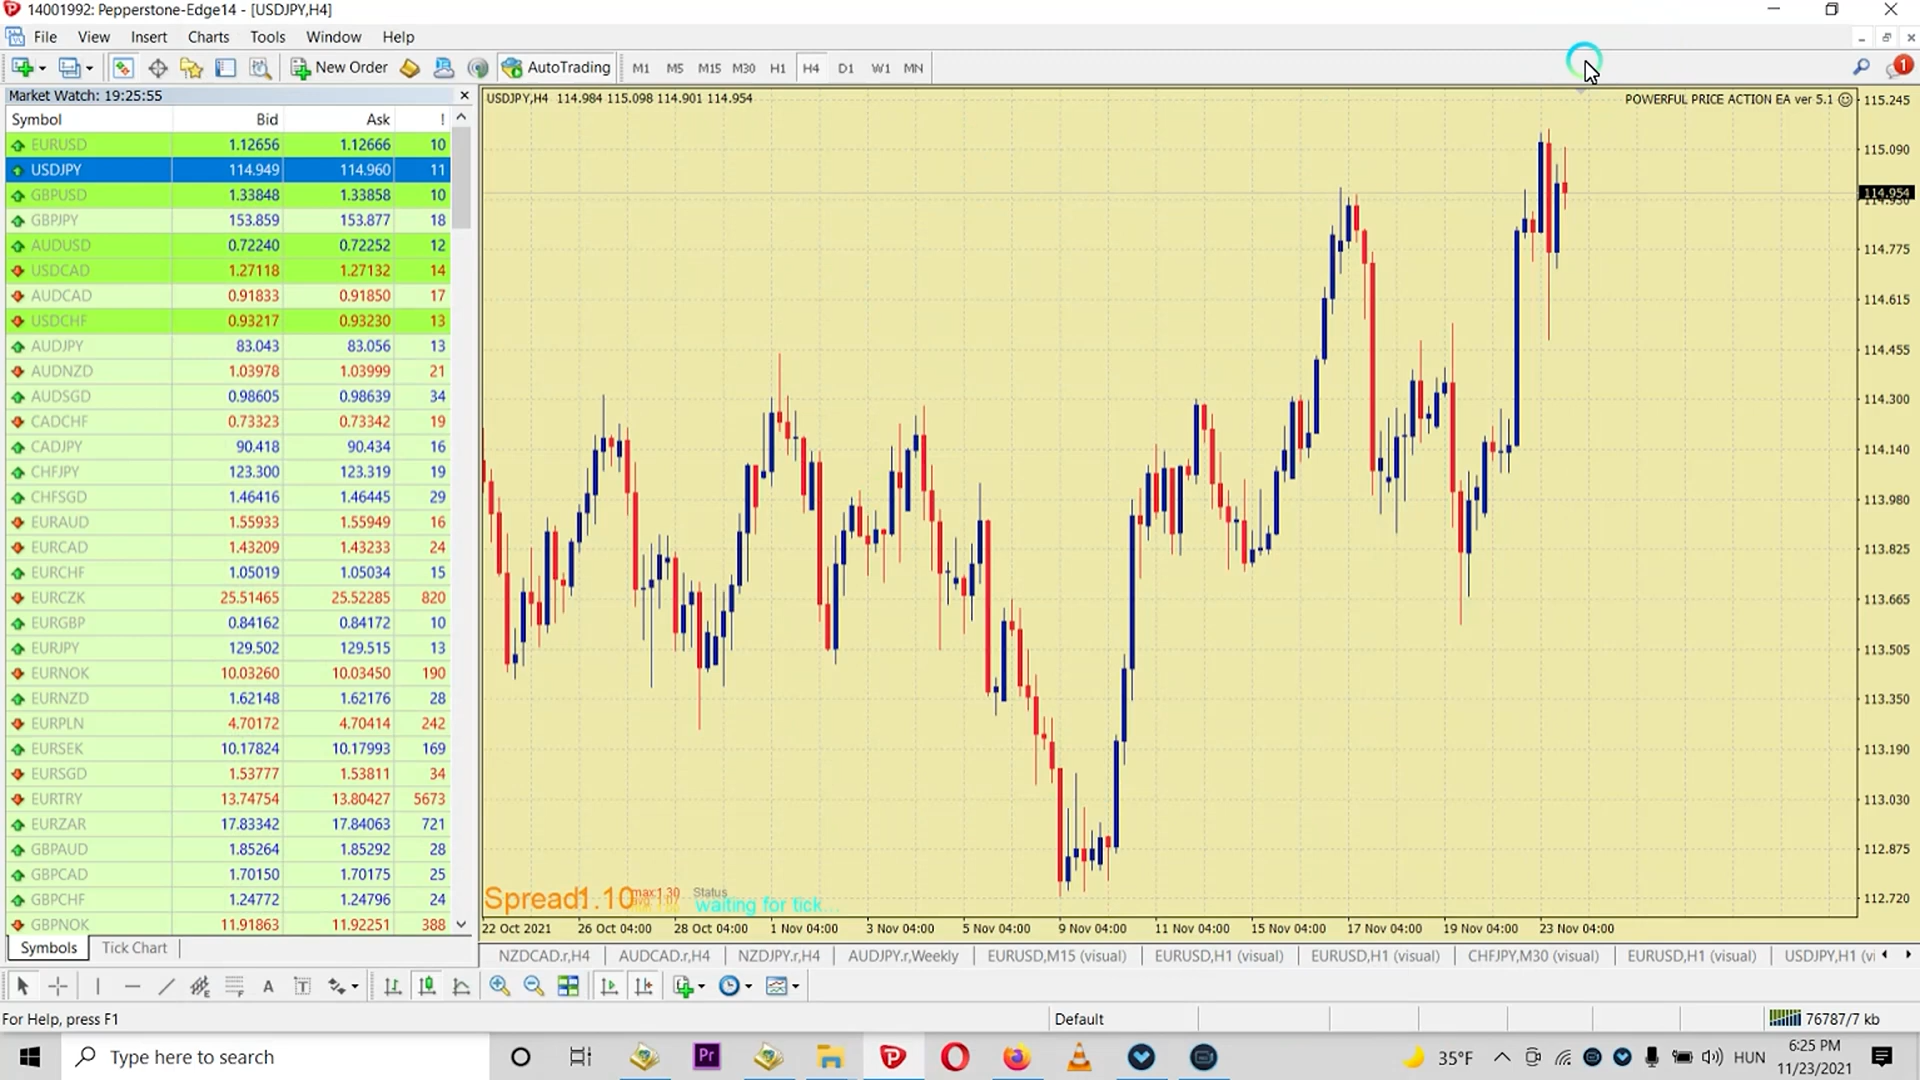 14001992: Pepperstone-Edge14 - [USDJPY,H4]
File View Insert Charts Tools Window Help
New Order AutoTrading M1 M5 M15 M30 H1 H4 D1 W1 MN 1
Market Watch: 19:25:55
Symbol Bid Ask !
EURUSD 1.12656 1.12666 10
USDJPY 114.949 114.960 11
GBPUSD 1.33848 1.33858 10
GBPJPY 153.859 153.877 18
AUDUSD 0.72240 0.72252 12
USDCAD 1.27118 1.27132 14
AUDCAD 0.91833 0.91850 17
USDCHF 0.93217 0.93230 13
AUDJPY 83.043 83.056 13
AUDNZD 1.03978 1.03999 21
AUDSGD 0.98605 0.98639 34
CADCHF 0.73323 0.73342 19
CADJPY 90.418 90.434 16
CHFJPY 123.300 123.319 19
CHFSGD 1.46416 1.46445 29
EURAUD 1.55933 1.55949 16
EURCAD 1.43209 1.43233 24
EURCHF 1.05019 1.05034 15
EURCZK 25.51465 25.52285 820
EURGBP 0.84162 0.84172 10
EURJPY 129.502 129.515 13
EURNOK 10.03260 10.03450 190
EURNZD 1.62148 1.62176 28
EURPLN 4.70172 4.70414 242
EURSEK 10.17824 10.17993 169
EURSGD 1.53777 1.53811 34
EURTRY 13.74754 13.80427 5673
EURZAR 17.83342 17.84063 721
GBPAUD 1.85264 1.85292 28
GBPCAD 1.70150 1.70175 25
GBPCHF 1.24772 1.24796 24
GBPNOK 11.91863 11.92251 388
Symbols Tick Chart
USDJPY,H4 114.984 115.098 114.901 114.954
POWERFUL PRICE ACTION EA ver 5.1
115.245
115.090
114.954
114.930
114.775
114.615
114.455
114.300
114.140
113.980
113.825
113.665
113.505
113.350
113.190
113.030
112.875
112.720
Spread1.10 max:1.30 Status
waiting for tick...
22 Oct 2021 26 Oct 04:00 28 Oct 04:00 1 Nov 04:00 3 Nov 04:00 5 Nov 04:00 9 Nov 04:00 11 Nov 04:00 15 Nov 04:00 17 Nov 04:00 19 Nov 04:00 23 Nov 04:00
NZDCAD.r,H4 AUDCAD.r,H4 NZDJPY.r,H4 AUDJPY.r,Weekly EURUSD,M15 (visual) EURUSD,H1 (visual) EURUSD,H1 (visual) CHFJPY,M30 (visual) EURUSD,H1 (visual) USDJPY,H1 (vi
A T
For Help, press F1 Default 76787/7 kb
Type here to search Pr 35°F HUN 6:25 PM
11/23/2021